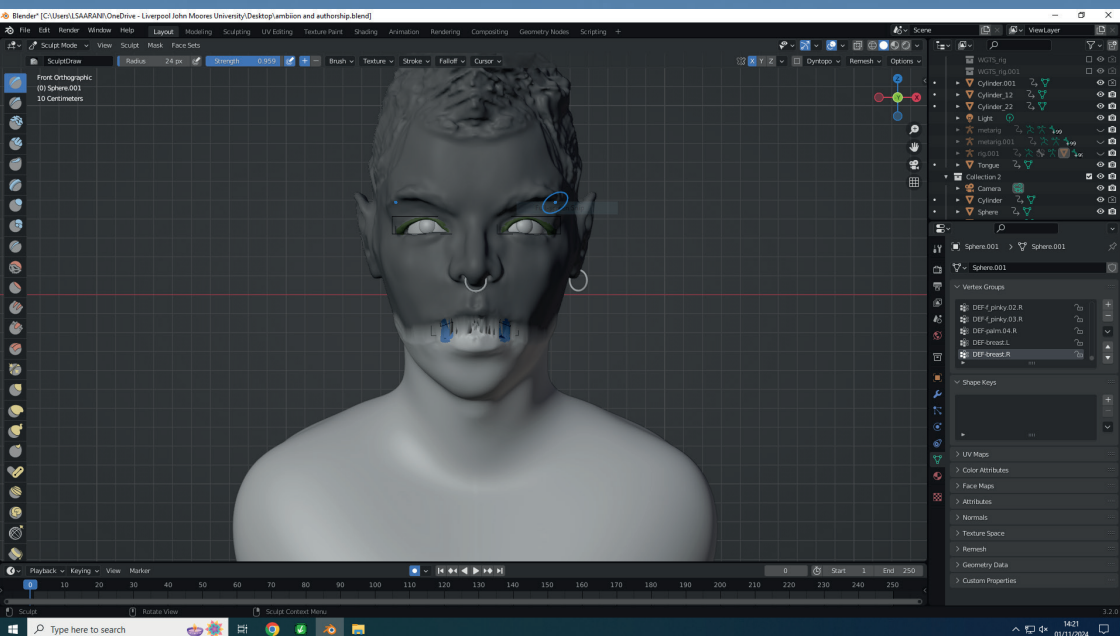 Blender* [C:\Users\LSAARANI\OneDrive - Liverpool John Moores University\Desktop\ambiion and authorship.blend]
File Edit Render Window Help Layout Modeling Sculpting UV Editing Texture Paint Shading Animation Rendering Compositing Geometry Nodes Scripting + Scene ViewLayer
Sculpt Mode View Sculpt Mask Face Sets
SculptDraw Radius 24 px Strength 0.959 Brush Texture Stroke Falloff Cursor X Y Z Dyntopo Remesh Options
Front Orthographic
(0) Sphere.001
10 Centimeters
WGTS_rig
WGTS_rig.001
Cylinder.001
Cylinder_12
Cylinder_22
Light
metarig
metarig.001
rig.001
Tongue
Collection 2
Camera
Cylinder
Sphere
Sphere.001 > Sphere.001
Sphere.001
Vertex Groups
DEF-f_pinky.02.R
DEF-f_pinky.03.R
DEF-palm.04.R
DEF-breast.L
DEF-breast.R
Shape Keys
UV Maps
Color Attributes
Face Maps
Attributes
Normals
Texture Space
Remesh
Geometry Data
Custom Properties
Playback Keying View Marker 0 Start 1 End 250
0 10 20 30 40 50 60 70 80 90 100 110 120 130 140 150 160 170 180 190 200 210 220 230 240 250
Sculpt Rotate View Sculpt Context Menu 3.2.0
Type here to search
14:21
01/11/2024